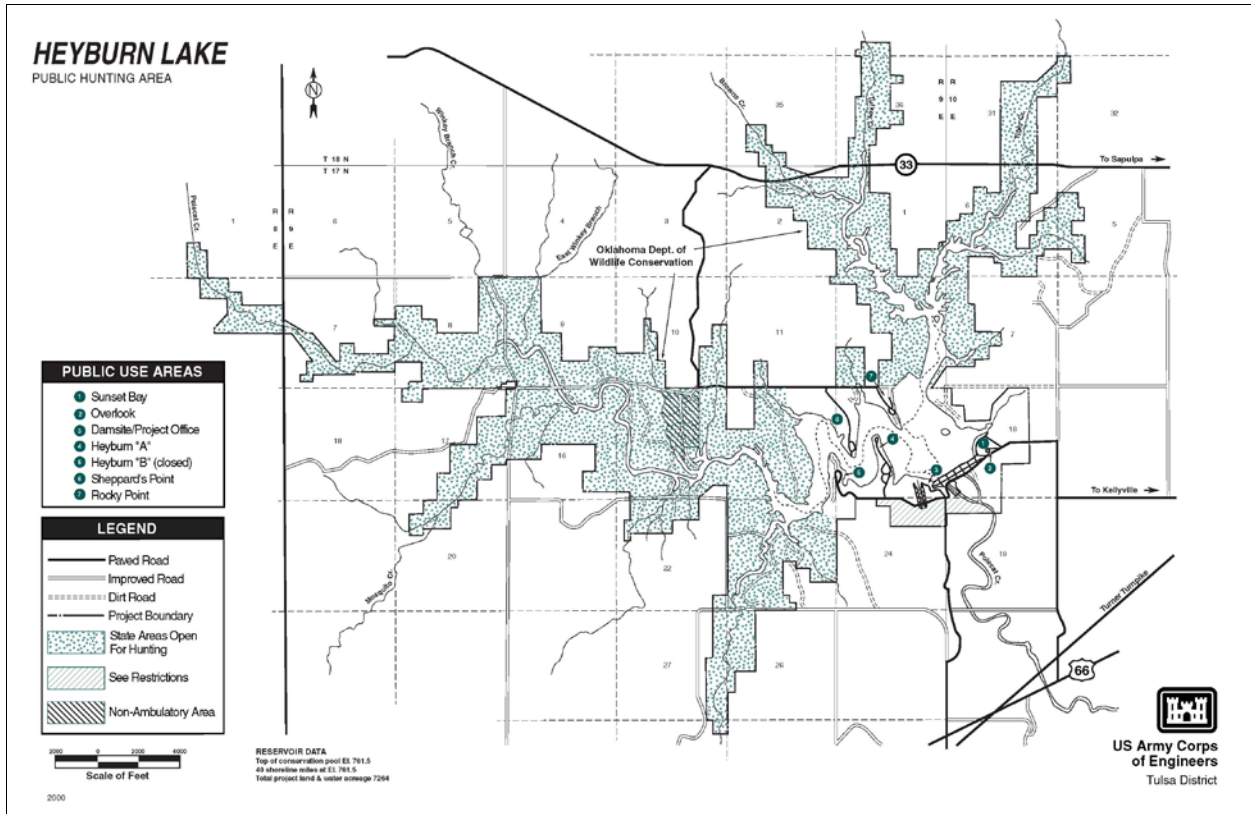 HEYBURN LAKE
PUBLIC HUNTING AREA
N
T 18 N
T 17 N
R R
8 9
E E
R R
9 10
E E
Polecat Cr.
Winkey Branch Cr.
East Winkey Branch
Browns Cr.
Oklahoma Dept. of
Wildlife Conservation
33
To Sapulpa
To Kellyville
Mosquito Cr.
Polecat Cr.
Turner Turnpike
66
35
36
31
32
1
6
5
4
3
2
1
6
5
7
8
9
10
11
7
18
17
16
18
20
22
24
19
27
26
PUBLIC USE AREAS
1 Sunset Bay
2 Overlook
3 Damsite/Project Office
4 Heyburn "A"
5 Heyburn "B" (closed)
6 Sheppard's Point
7 Rocky Point
LEGEND
Paved Road
Improved Road
Dirt Road
Project Boundary
State Areas Open
For Hunting
See Restrictions
Non-Ambulatory Area
2000 0 2000 4000
Scale of Feet
2000
RESERVOIR DATA
Top of conservation pool El. 761.5
40 shoreline miles at El. 761.5
Total project land & water acreage 7264
US Army Corps
of Engineers
Tulsa District